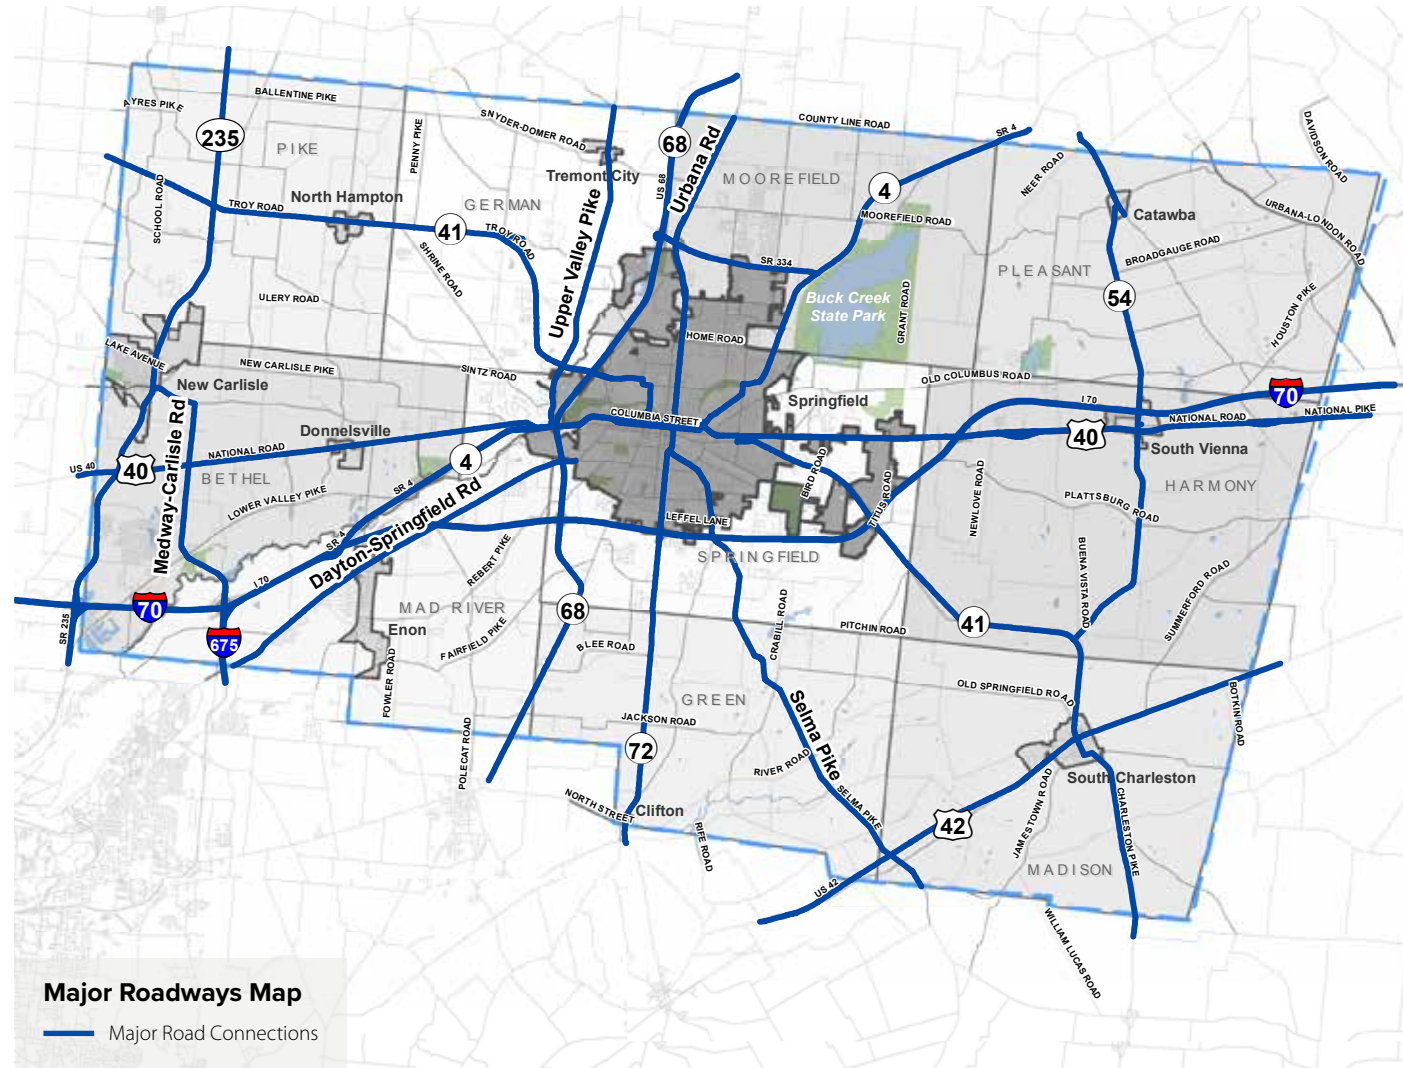 AYRES PIKE
BALLENTINE PIKE
235
PIKE
PENNY PIKE
SNYDER-DOMER ROAD
Tremont City
68
US 68
Urbana Rd
COUNTY LINE ROAD
MOOREFIELD
SR 4
4
MOOREFIELD ROAD
NEER ROAD
DAVIDSON ROAD
URBANA-LONDON ROAD
Catawba
BROADGAUGE ROAD
PLEASANT
54
HOUSTON PIKE
SCHOOL ROAD
TROY ROAD
North Hampton
GERMAN
41
TROY ROAD
SHRINE ROAD
Upper Valley Pike
SR 334
Buck Creek
State Park
GRANT ROAD
ULERY ROAD
HOME ROAD
LAKE AVENUE
NEW CARLISLE PIKE
SINTZ ROAD
New Carlisle
OLD COLUMBUS ROAD
Springfield
I 70
70
NATIONAL ROAD
NATIONAL PIKE
40
South Vienna
COLUMBIA STREET
Donnelsville
NATIONAL ROAD
US 40
40
Medway-Carlisle Rd
BETHEL
4
SR 4
LOWER VALLEY PIKE
Dayton-Springfield Rd
SR 4
BIRD ROAD
TITUS ROAD
NEWLOVE ROAD
HARMONY
PLATTSBURG ROAD
LEFFEL LANE
SPRINGFIELD
REBERT PIKE
BUENA VISTA ROAD
SUMMERFORD ROAD
I 70
70
675
SR 235
MAD RIVER
Enon
FAIRFIELD PIKE
FOWLER ROAD
68
B LEE ROAD
CRABILL ROAD
PITCHIN ROAD
41
GREEN
Selma Pike
OLD SPRINGFIELD ROAD
BOTKIN ROAD
JACKSON ROAD
72
POLECAT ROAD
RIVER ROAD
South Charleston
NORTH STREET
Clifton
SELMA PIKE
RIFE ROAD
42
JAMESTOWN ROAD
CHARLESTON PIKE
MADISON
US 42
WILLIAM LUCAS ROAD
Major Roadways Map
Major Road Connections